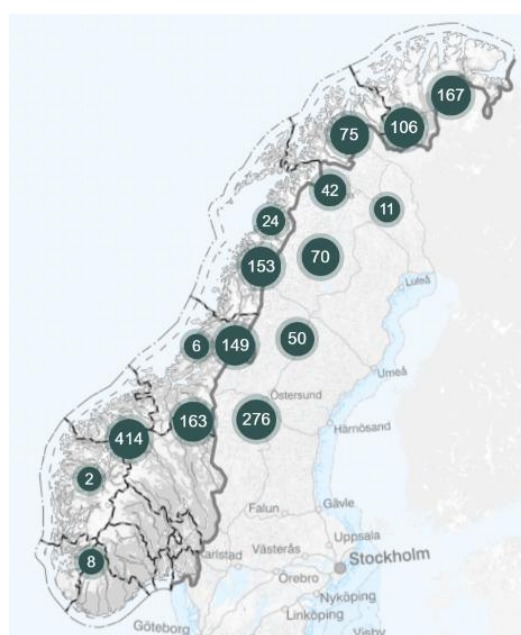 167
106
75
42
11
24
70
153
Luleå
6
149
50
Umeå
Östersund
163
276
414
Härnösand
2
Falun
Gävle
8
Uppsala
Karlstad
Västerås
Stockholm
Örebro
Nyköping
Linköping
Göteborg
Visby